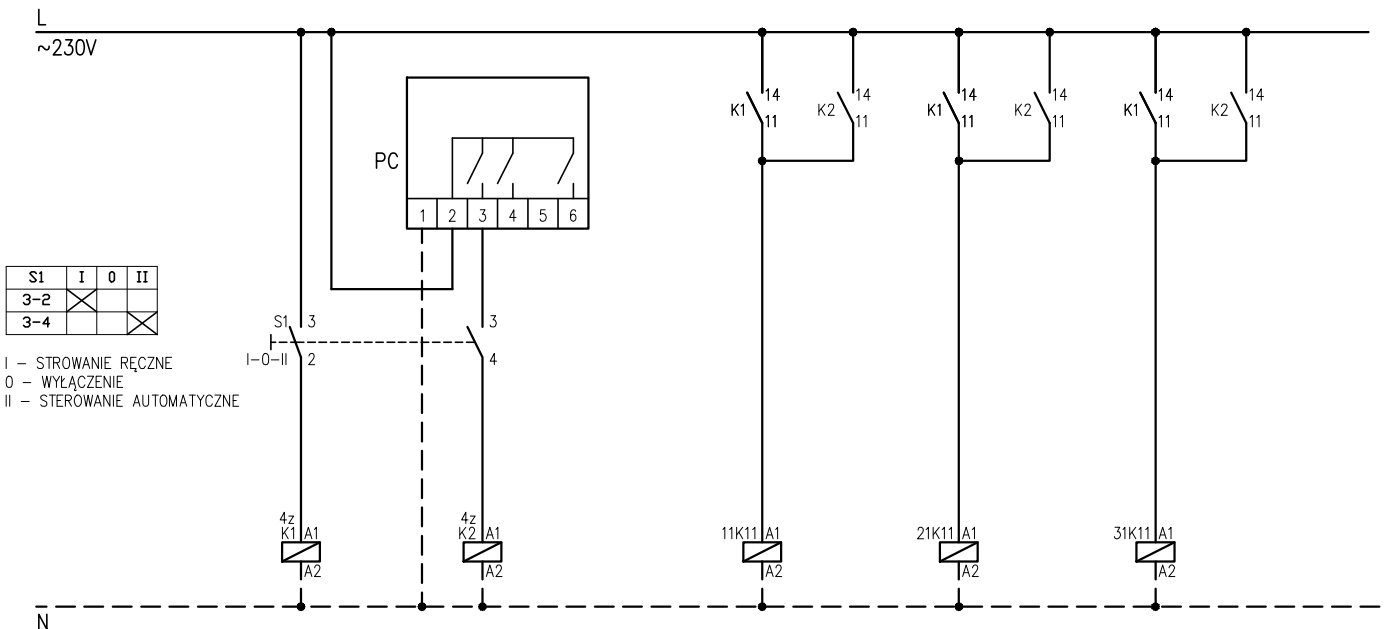 L
~230V
K1 14 11
K2 14 11
K1 14 11
K2 14 11
K1 14 11
K2 14 11
PC
1 2 3 4 5 6
S1 I 0 II
3-2
3-4
S1 3
I-0-II 2
3
4
I - STROWANIE RĘCZNE
0 - WYŁĄCZENIE
II - STEROWANIE AUTOMATYCZNE
4z
K1 A1
A2
4z
K2 A1
A2
11K11 A1
A2
21K11 A1
A2
31K11 A1
A2
N